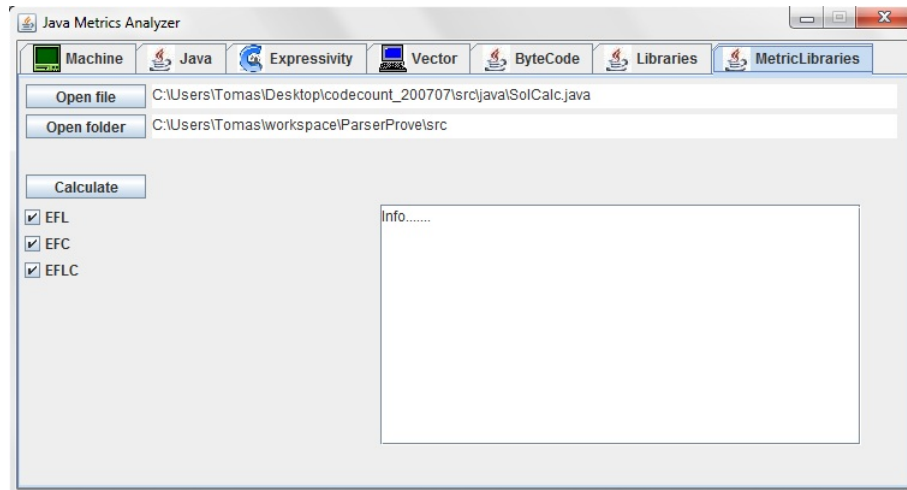 Java Metrics Analyzer
Machine Java Expressivity Vector ByteCode Libraries MetricLibraries
Open file C:\Users\Tomas\Desktop\codecount_200707\src\java\SolCalc.java
Open folder C:\Users\Tomas\workspace\ParserProve\src
Calculate
EFL Info.......
EFC
EFLC